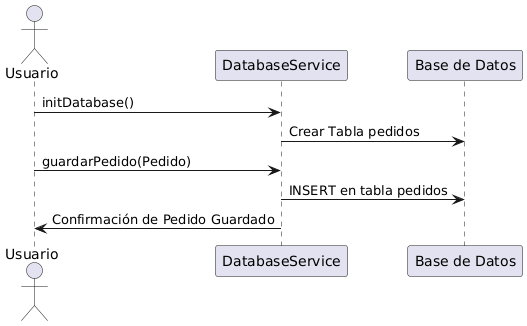 Usuario
DatabaseService
Base de Datos
initDatabase()
Crear Tabla pedidos
guardarPedido(Pedido)
INSERT en tabla pedidos
Confirmación de Pedido Guardado
Usuario
DatabaseService
Base de Datos